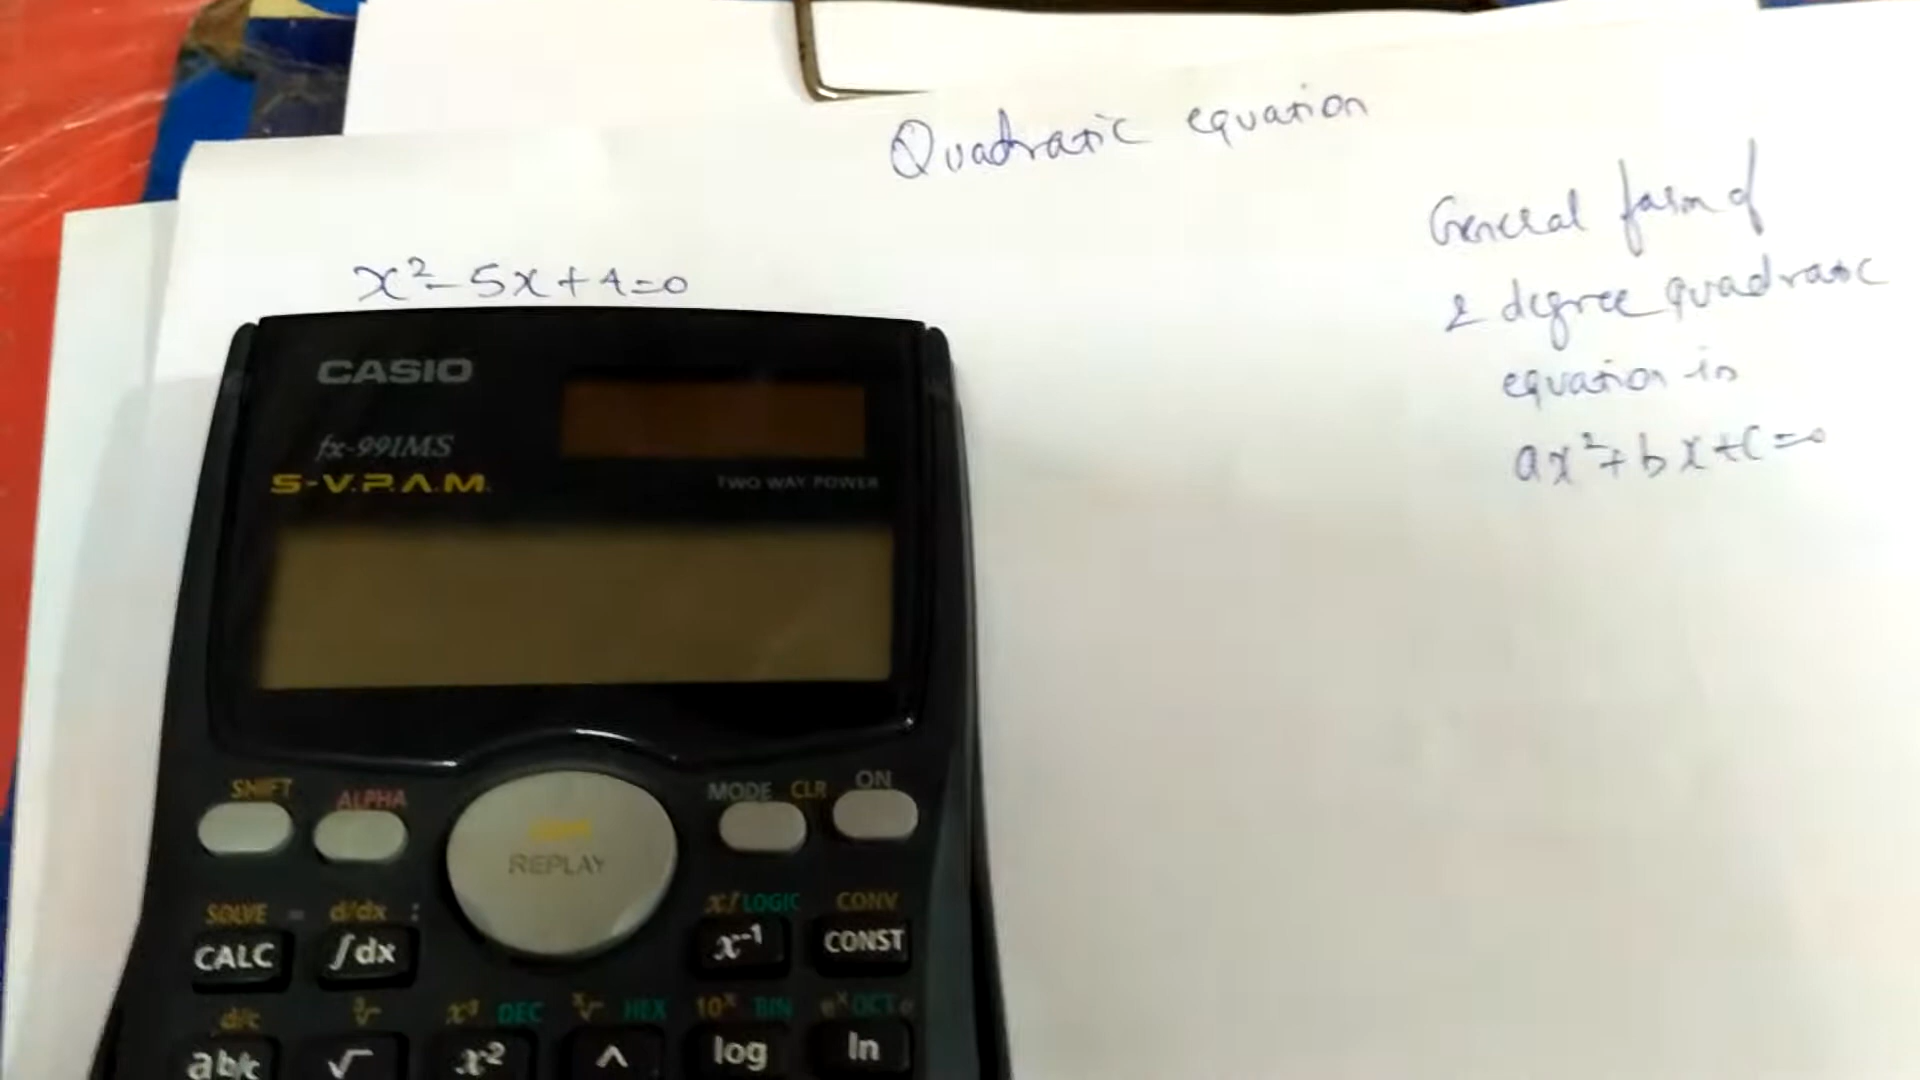 Quadratic equation
General form of
2 degree quadratic
equation is
ax²+bx+c=0
x²-5x+4=0
CASIO
fx-991MS
S-V.P.A.M.
TWO WAY POWER
SHIFT ALPHA MODE CLR ON
REPLAY
SOLVE = d/dx : x! LOGIC CONV
CALC ∫dx x⁻¹ CONST
d/c ³√ x³ DEC ˣ√ HEX 10ˣ BIN eˣ OCT e
ab/c √ x² ^ log ln